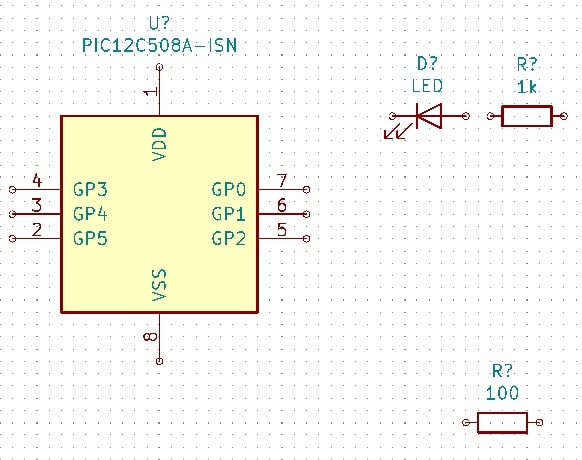 U?
PIC12C508A-ISN
1
VDD
4
GP3
3
GP4
2
GP5
7
GP0
6
GP1
5
GP2
VSS
8
D?
LED
R?
1k
R?
100